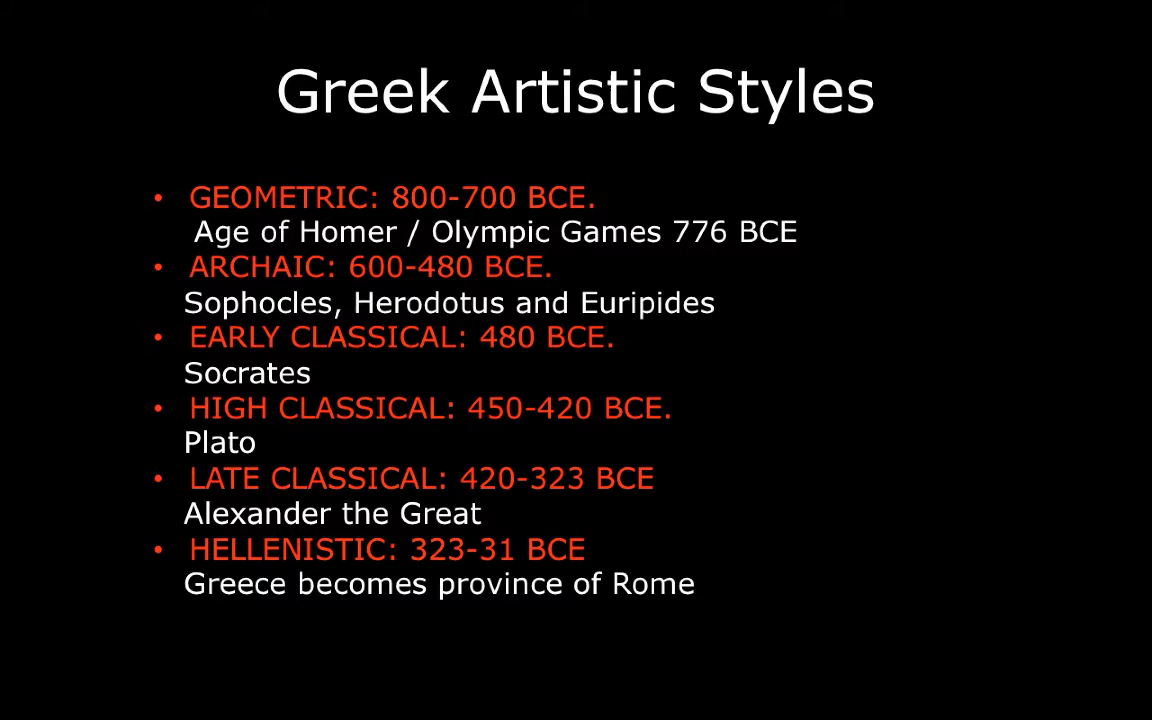 Greek Artistic Styles
• GEOMETRIC: 800-700 BCE.
Age of Homer / Olympic Games 776 BCE
• ARCHAIC: 600-480 BCE.
Sophocles, Herodotus and Euripides
• EARLY CLASSICAL: 480 BCE.
Socrates
• HIGH CLASSICAL: 450-420 BCE.
Plato
• LATE CLASSICAL: 420-323 BCE
Alexander the Great
• HELLENISTIC: 323-31 BCE
Greece becomes province of Rome